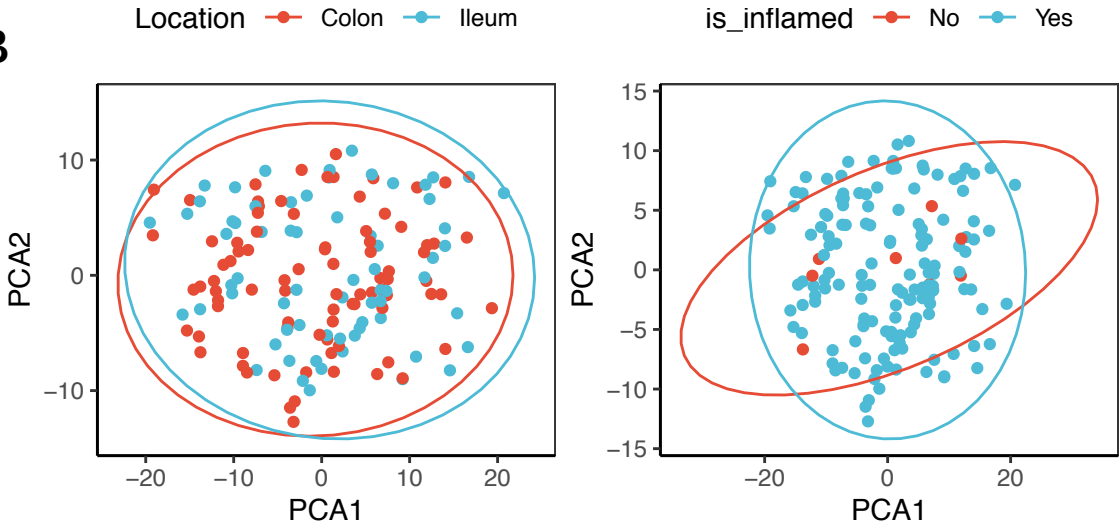 Location Colon Ileum
is_inflamed No Yes
B
10
0
−10
PCA2
−20 −10 0 10 20
PCA1
15
10
5
0
−5
−10
−15
PCA2
−20 0 20
PCA1